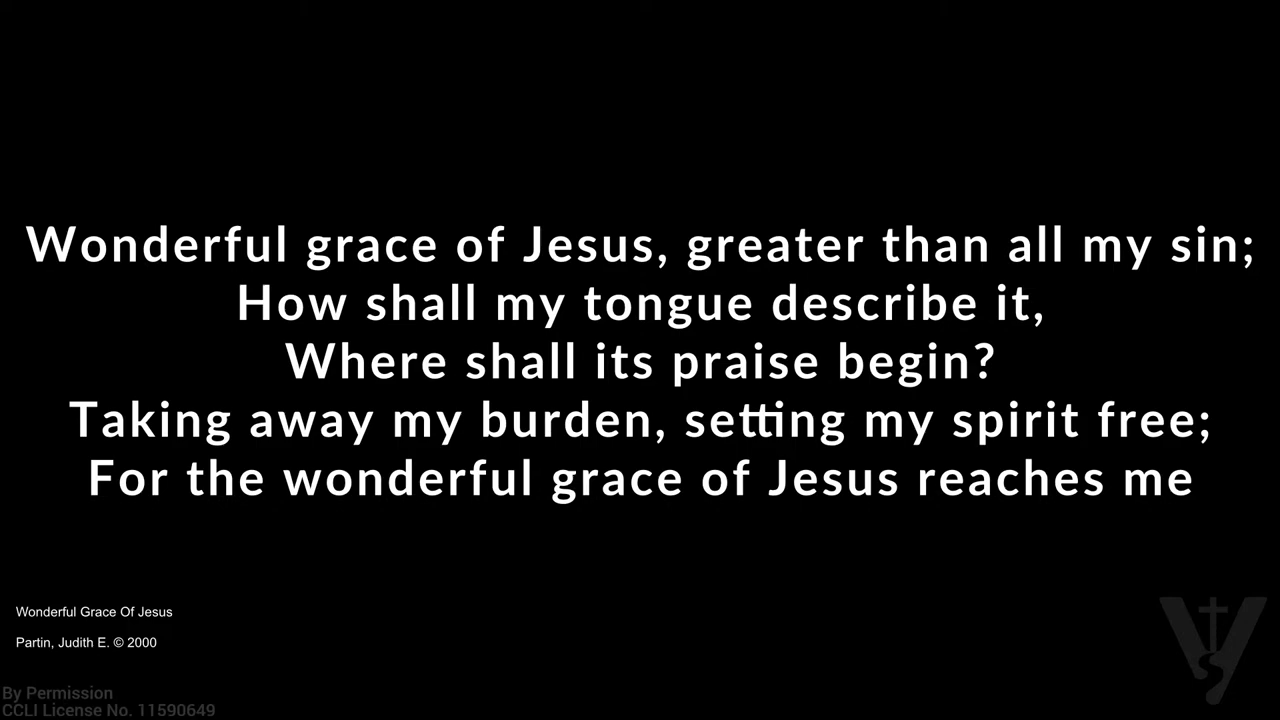 Wonderful grace of Jesus, greater than all my sin;
How shall my tongue describe it,
Where shall its praise begin?
Taking away my burden, setting my spirit free;
For the wonderful grace of Jesus reaches me
Wonderful Grace Of Jesus
Partin, Judith E. © 2000
By Permission
CCLI License No. 11590649